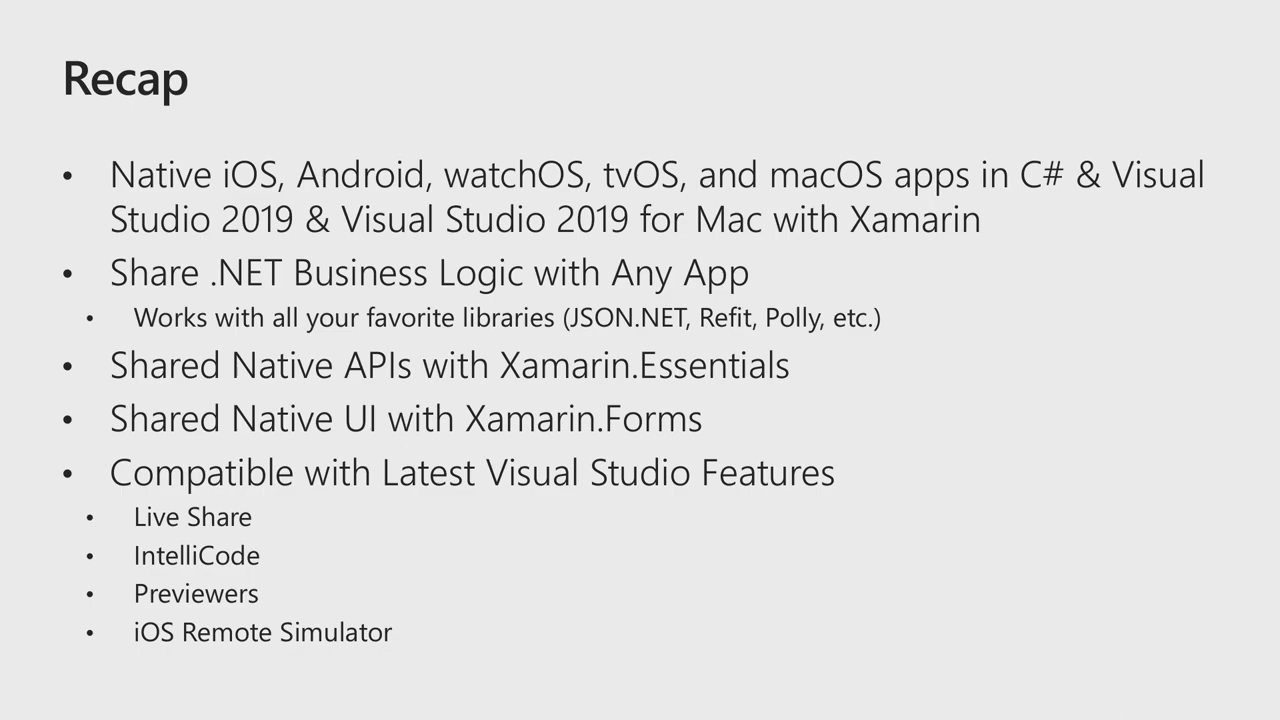 Recap
• Native iOS, Android, watchOS, tvOS, and macOS apps in C# & Visual
Studio 2019 & Visual Studio 2019 for Mac with Xamarin
• Share .NET Business Logic with Any App
• Works with all your favorite libraries (JSON.NET, Refit, Polly, etc.)
• Shared Native APIs with Xamarin.Essentials
• Shared Native UI with Xamarin.Forms
• Compatible with Latest Visual Studio Features
• Live Share
• IntelliCode
• Previewers
• iOS Remote Simulator